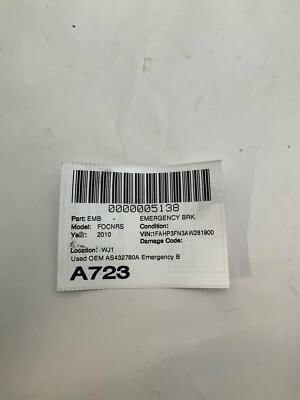 0000005138
Part: EMB - EMERGENCY BRK.
Model: FOCNRS Condition:
Year: 2010 VIN:1FAHP3FN3AW281900
Damage Code:
Location: WJ1
Used OEM AS432780A Emergency B
A723